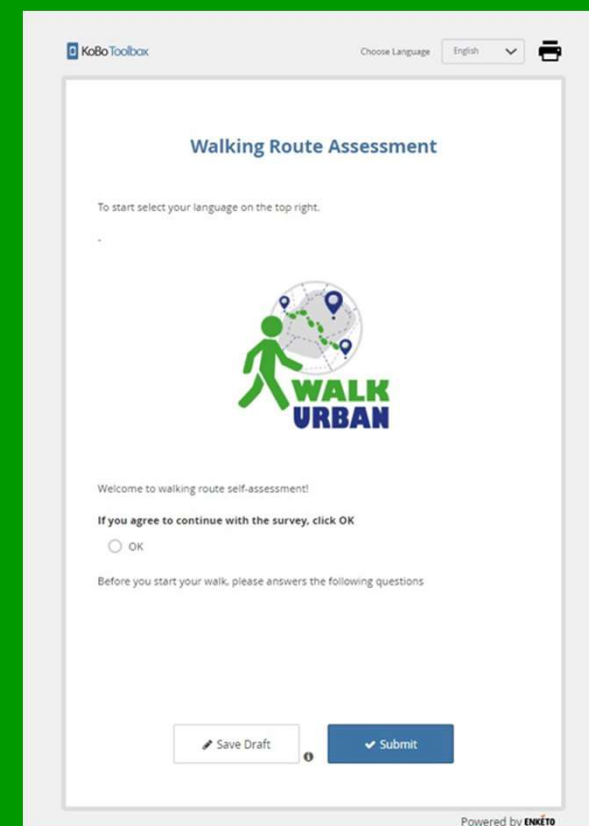 KoBoToolbox
Choose Language English
Walking Route Assessment
To start select your language on the top right.
-
WALK
URBAN
Welcome to walking route self-assessment!
If you agree to continue with the survey, click OK
OK
Before you start your walk, please answers the following questions
Save Draft
Submit
Powered by ENKETO